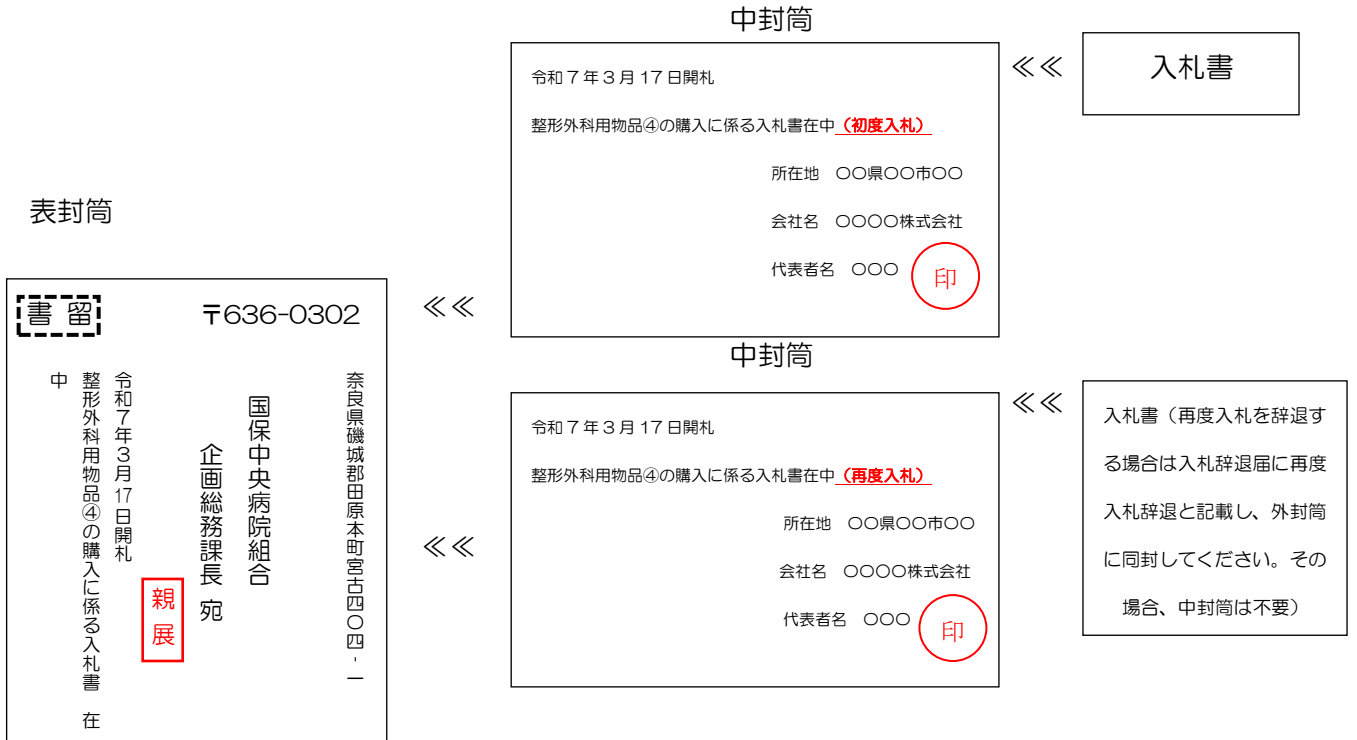 中封筒
令和７年３月17日開札
整形外科用物品④の購入に係る入札書在中（初度入札）
所在地　〇〇県〇〇市〇〇
会社名　〇〇〇〇株式会社
代表者名　〇〇〇
印
≪≪
入札書
表封筒
書留
〒636-0302
奈良県磯城郡田原本町宮古四〇四-一
国保中央病院組合
企画総務課長 宛
親展
令和７年３月17日開札
整形外科用物品④の購入に係る入札書　在
中
≪≪
≪≪
中封筒
令和７年３月17日開札
整形外科用物品④の購入に係る入札書在中（再度入札）
所在地　〇〇県〇〇市〇〇
会社名　〇〇〇〇株式会社
代表者名　〇〇〇
印
≪≪
入札書（再度入札を辞退す
る場合は入札辞退届に再度
入札辞退と記載し、外封筒
に同封してください。その
場合、中封筒は不要）